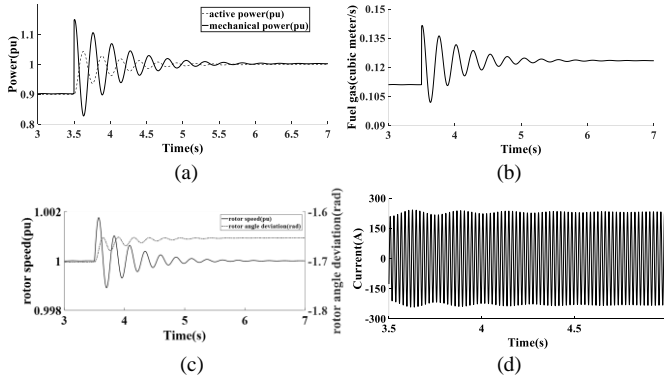 active power(pu)
mechanical power(pu)
Power(pu)
1.1
1
0.9
0.8
3 3.5 4 4.5 5 5.5 6 6.5 7
Time(s)
(a)
Fuel gas(cubic meter/s)
0.15
0.135
0.12
0.105
0.09
3 4 5 6 7
Time(s)
(b)
rotor speed(pu)
rotor angle deviation(rad)
rotor speed(pu)
1.002
1
0.998
3 4 5 6 7
Time(s)
-1.6
-1.7
-1.8
rotor angle deviation(rad)
(c)
Current(A)
300
150
0
-150
-300
3.5 4 4.5
Time(s)
(d)